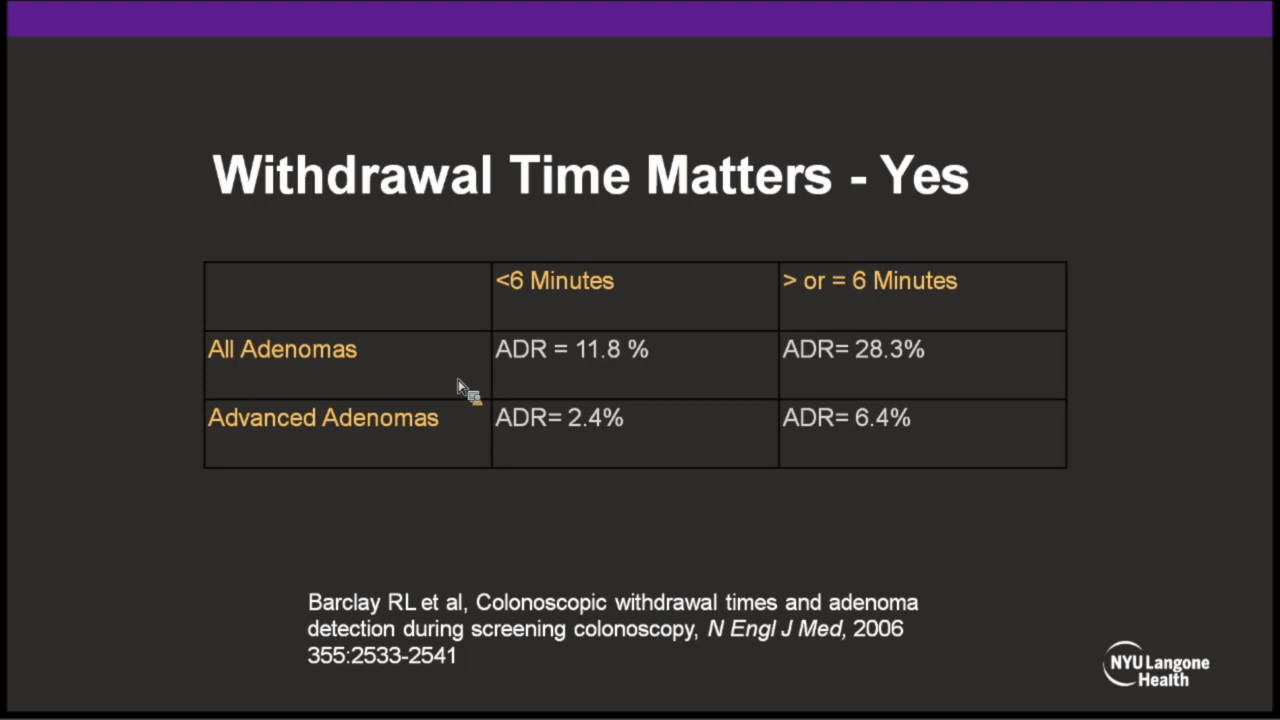 Withdrawal Time Matters - Yes
<6 Minutes
> or = 6 Minutes
All Adenomas
ADR = 11.8 %
ADR= 28.3%
Advanced Adenomas
ADR= 2.4%
ADR= 6.4%
Barclay RL et al, Colonoscopic withdrawal times and adenoma
detection during screening colonoscopy, N Engl J Med, 2006
355:2533-2541
NYU Langone
Health